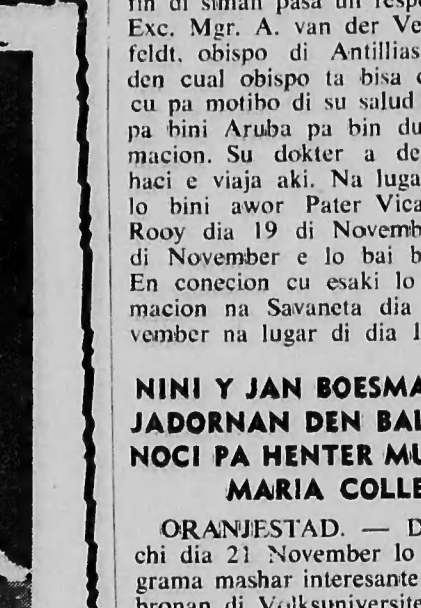 fin di siman pasa un resp
Exc. Mgr. A. van der Ve
feldt, obispo di Antillias
den cual obispo ta bisa
cu pa motibo di su salud
pa bini Aruba pa bin du
macion. Su dokter a de
haci e viaja aki. Na luga
lo bini awor Pater Vica
Rooy dia 19 di Novemb
di November e lo bai b
En conecion cu esaki lo
macion na Savaneta dia
vember na lugar di dia 1
NINI Y JAN BOESMA
JADORNAN DEN BAL
NOCI PA HENTER MU
MARIA COLLE
ORANJESTAD. — D
chi dia 21 November lo
grama mashar interesante
bronan di Volksuniversite